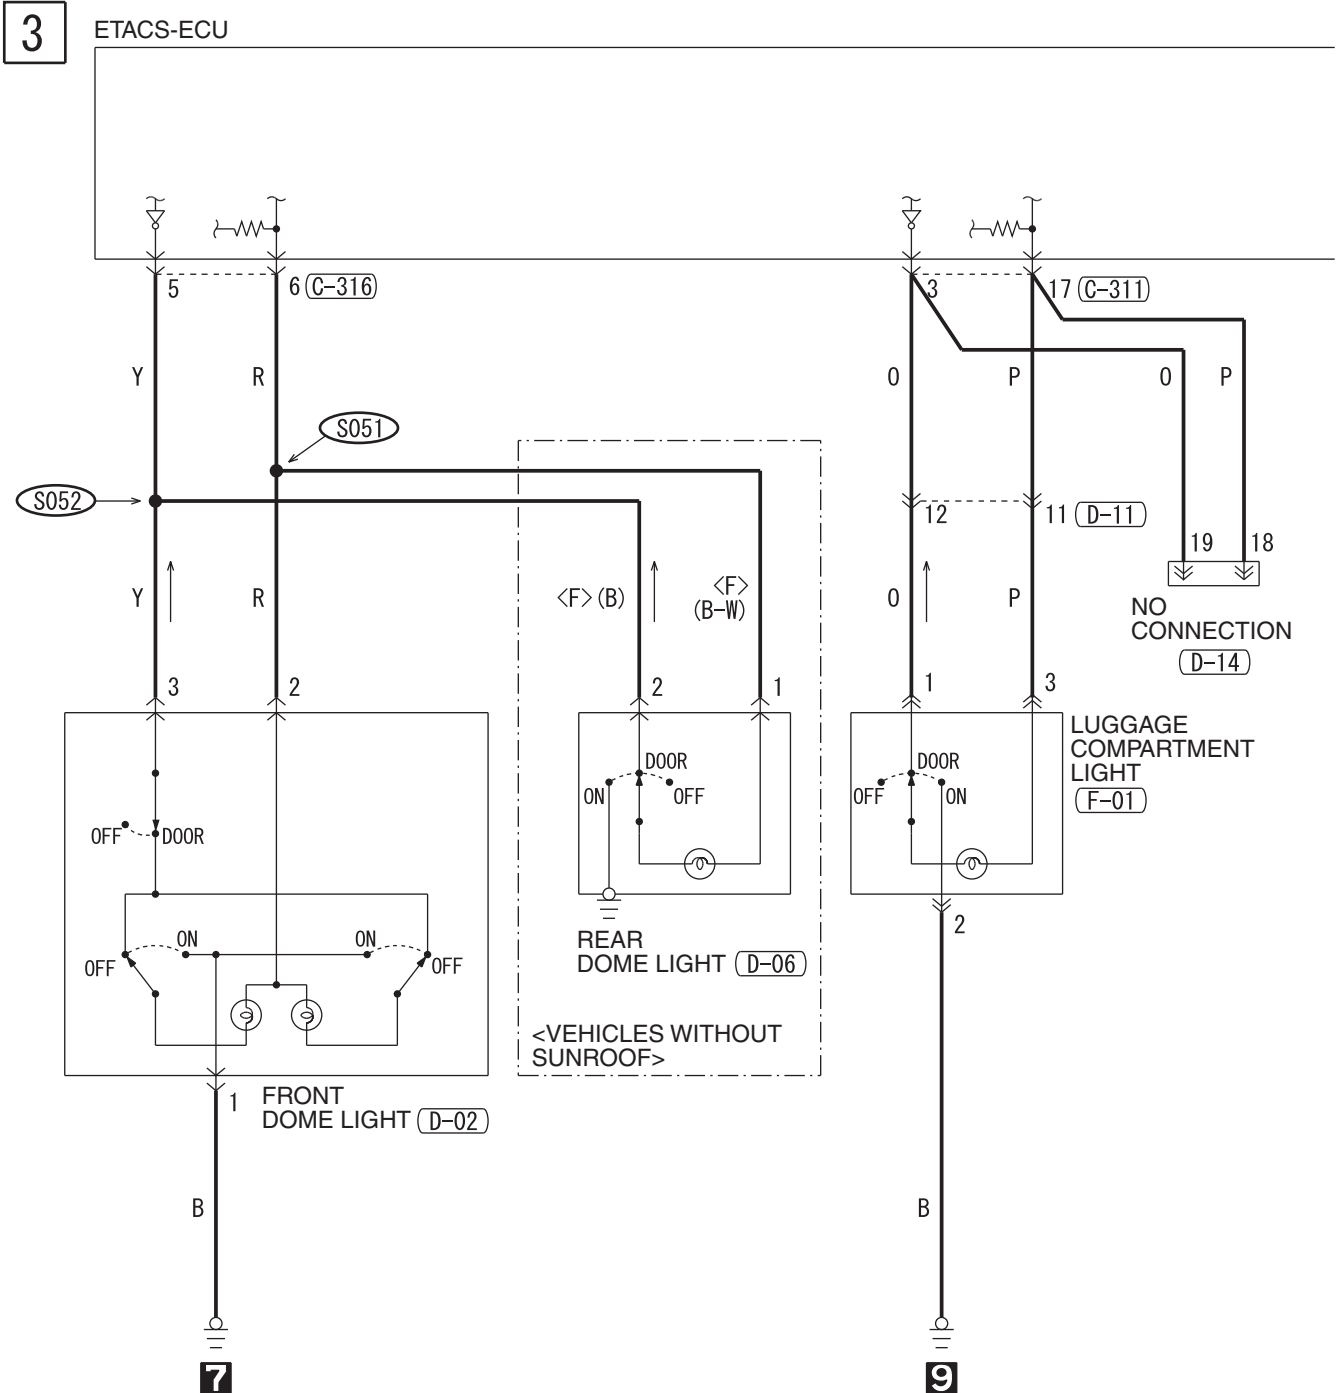 3
ETACS-ECU
5
6 (C-316)
3
17 (C-311)
Y
R
O
P
O
P
S051
S052
12
11 (D-11)
19
18
Y
R
<F>(B)
<F>
(B-W)
O
P
NO
CONNECTION
(D-14)
3
2
2
1
1
3
LUGGAGE
COMPARTMENT
LIGHT
(F-01)
DOOR
ON
OFF
DOOR
OFF
ON
OFF
DOOR
2
ON
ON
OFF
OFF
REAR
DOME LIGHT (D-06)
<VEHICLES WITHOUT
SUNROOF>
1
FRONT
DOME LIGHT (D-02)
B
B
7
9